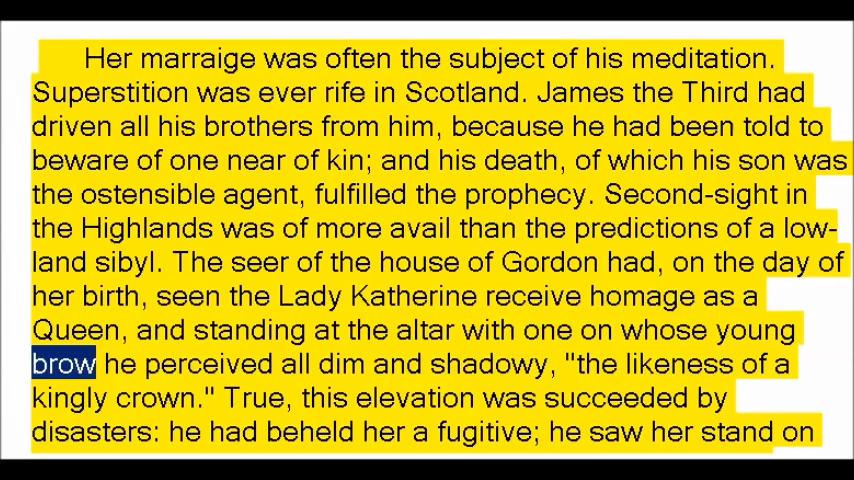 Her marraige was often the subject of his meditation.
Superstition was ever rife in Scotland. James the Third had
driven all his brothers from him, because he had been told to
beware of one near of kin; and his death, of which his son was
the ostensible agent, fulfilled the prophecy. Second-sight in
the Highlands was of more avail than the predictions of a low-
land sibyl. The seer of the house of Gordon had, on the day of
her birth, seen the Lady Katherine receive homage as a
Queen, and standing at the altar with one on whose young
brow he perceived all dim and shadowy, "the likeness of a
kingly crown." True, this elevation was succeeded by
disasters: he had beheld her a fugitive; he saw her stand on